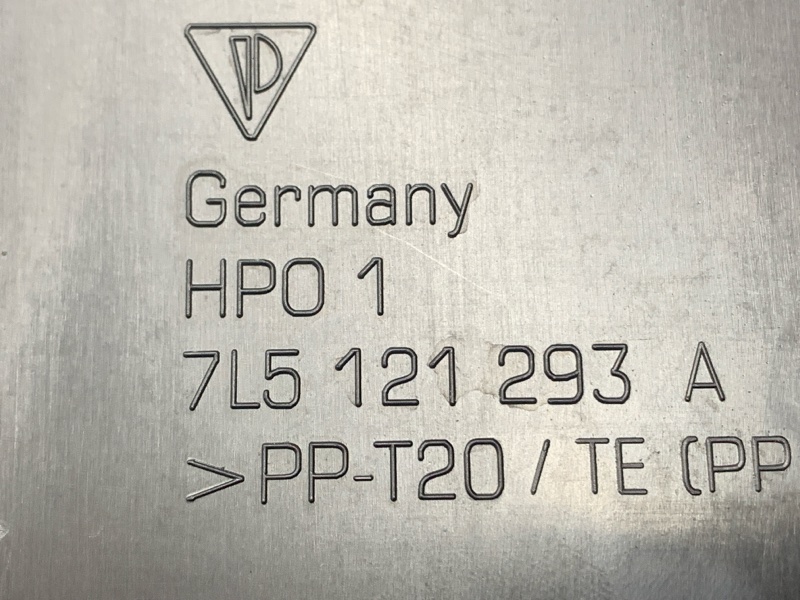 Germany
HPO 1
7L5 121 293 A
>PP-T20 / TE (PP